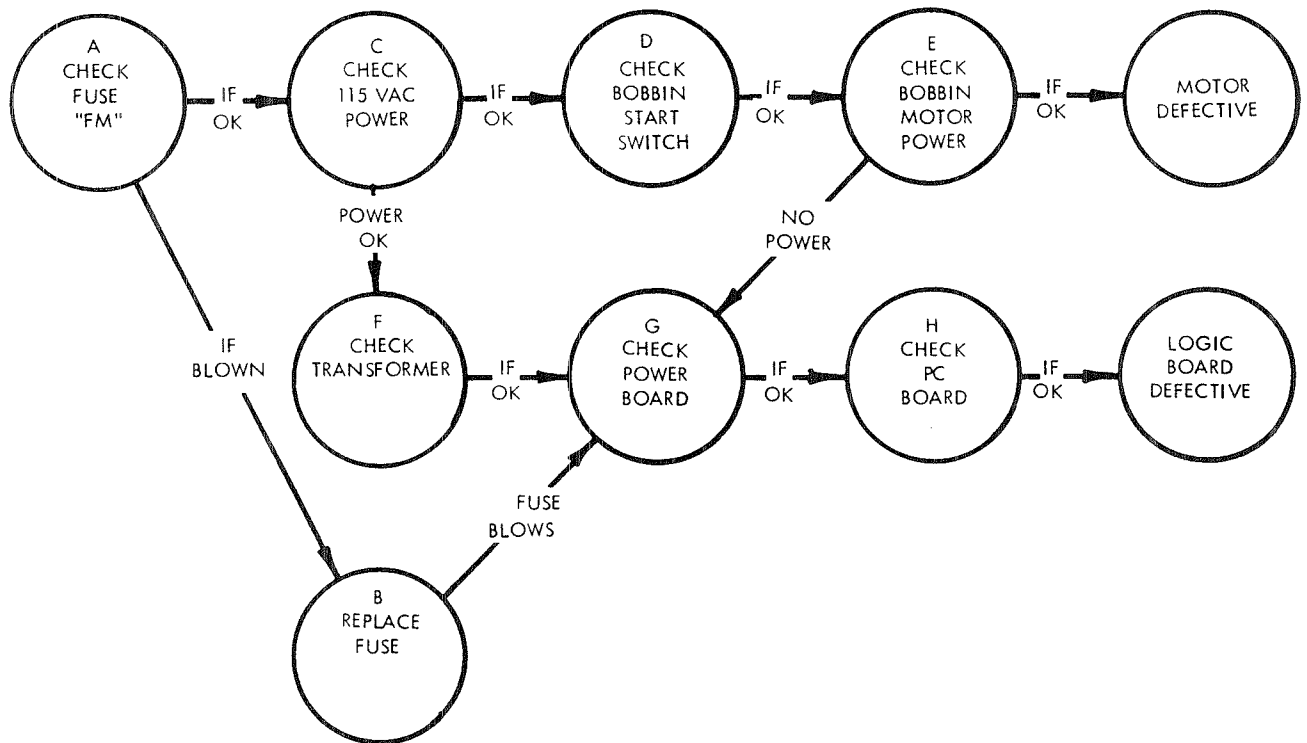 A
CHECK
FUSE
"FM"
IF
OK
C
CHECK
115 VAC
POWER
IF
OK
D
CHECK
BOBBIN
START
SWITCH
IF
OK
E
CHECK
BOBBIN
MOTOR
POWER
IF
OK
MOTOR
DEFECTIVE
POWER
OK
NO
POWER
IF
BLOWN
F
CHECK
TRANSFORMER
IF
OK
G
CHECK
POWER
BOARD
IF
OK
H
CHECK
PC
BOARD
IF
OK
LOGIC
BOARD
DEFECTIVE
FUSE
BLOWS
B
REPLACE
FUSE